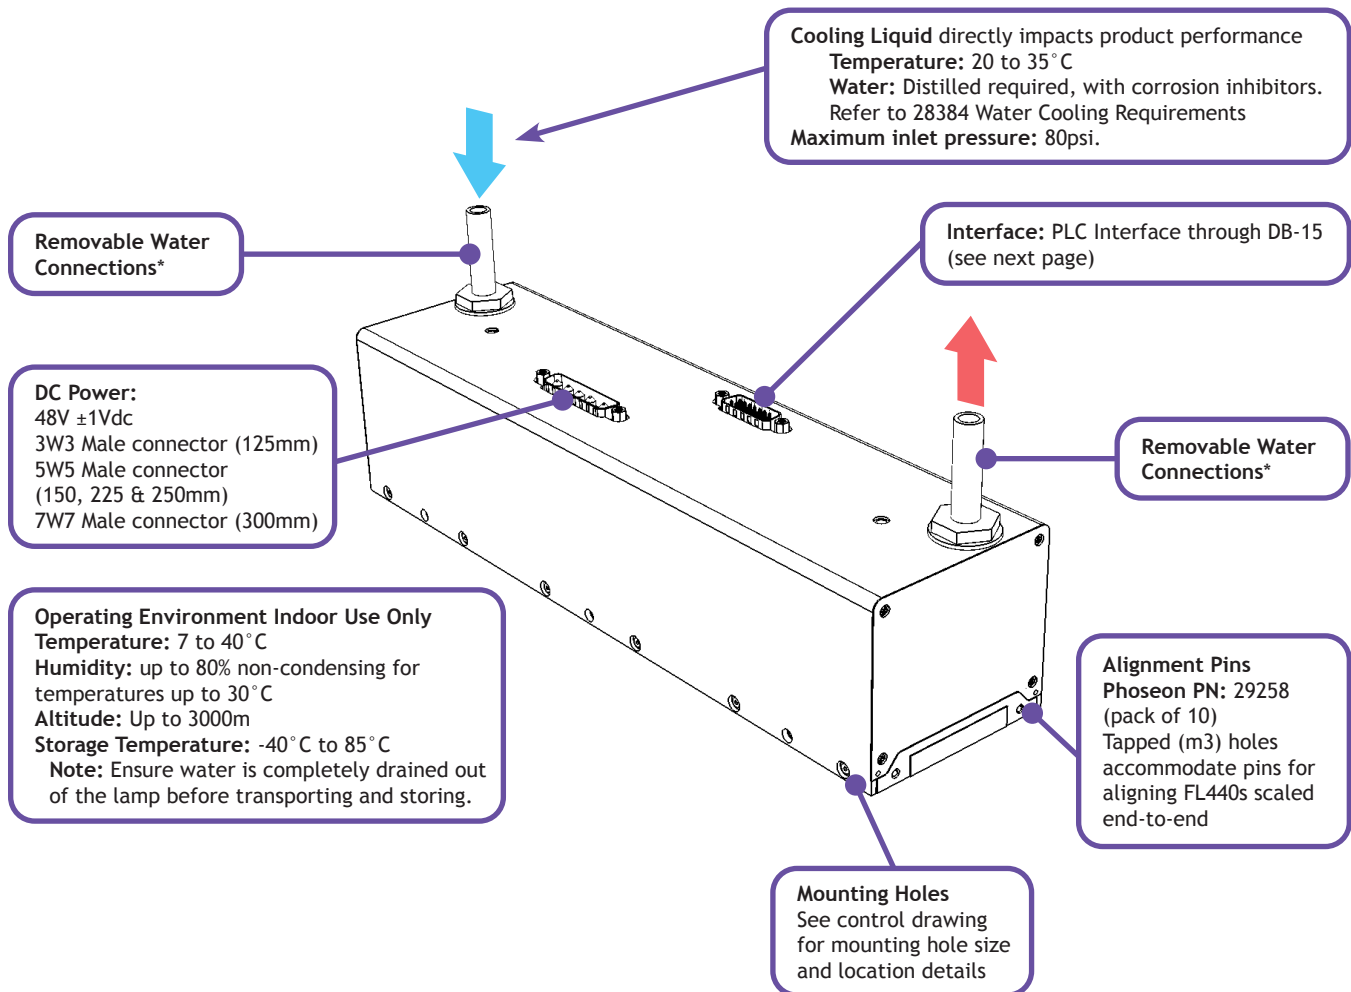 Cooling Liquid directly impacts product performance
Temperature: 20 to 35°C
Water: Distilled required, with corrosion inhibitors.
Refer to 28384 Water Cooling Requirements
Maximum inlet pressure: 80psi.
Removable Water
Connections*
Interface: PLC Interface through DB-15
(see next page)
DC Power:
48V ±1Vdc
3W3 Male connector (125mm)
5W5 Male connector
(150, 225 & 250mm)
7W7 Male connector (300mm)
Removable Water
Connections*
Operating Environment Indoor Use Only
Temperature: 7 to 40°C
Humidity: up to 80% non-condensing for
temperatures up to 30°C
Altitude: Up to 3000m
Storage Temperature: -40°C to 85°C
Note: Ensure water is completely drained out
of the lamp before transporting and storing.
Alignment Pins
Phoseon PN: 29258
(pack of 10)
Tapped (m3) holes
accommodate pins for
aligning FL440s scaled
end-to-end
Mounting Holes
See control drawing
for mounting hole size
and location details